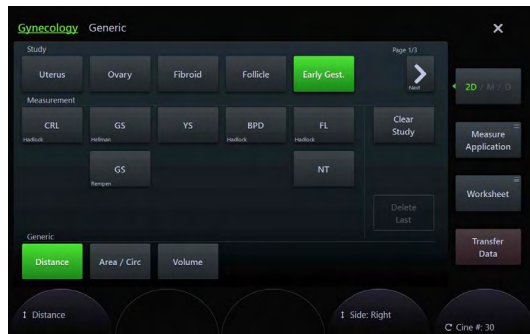 Gynecology Generic
Study
Page 1/3
Uterus Ovary Fibroid Follicle Early Gest. Next
2D / M / D
Measurement
CRL GS YS BPD FL Clear Study
Hadlock Hellman Hadlock Hadlock
Measure Application
GS NT
Rempen
Worksheet
Delete Last
Generic
Distance Area / Circ Volume
Transfer Data
Distance Side: Right
Cine #: 30